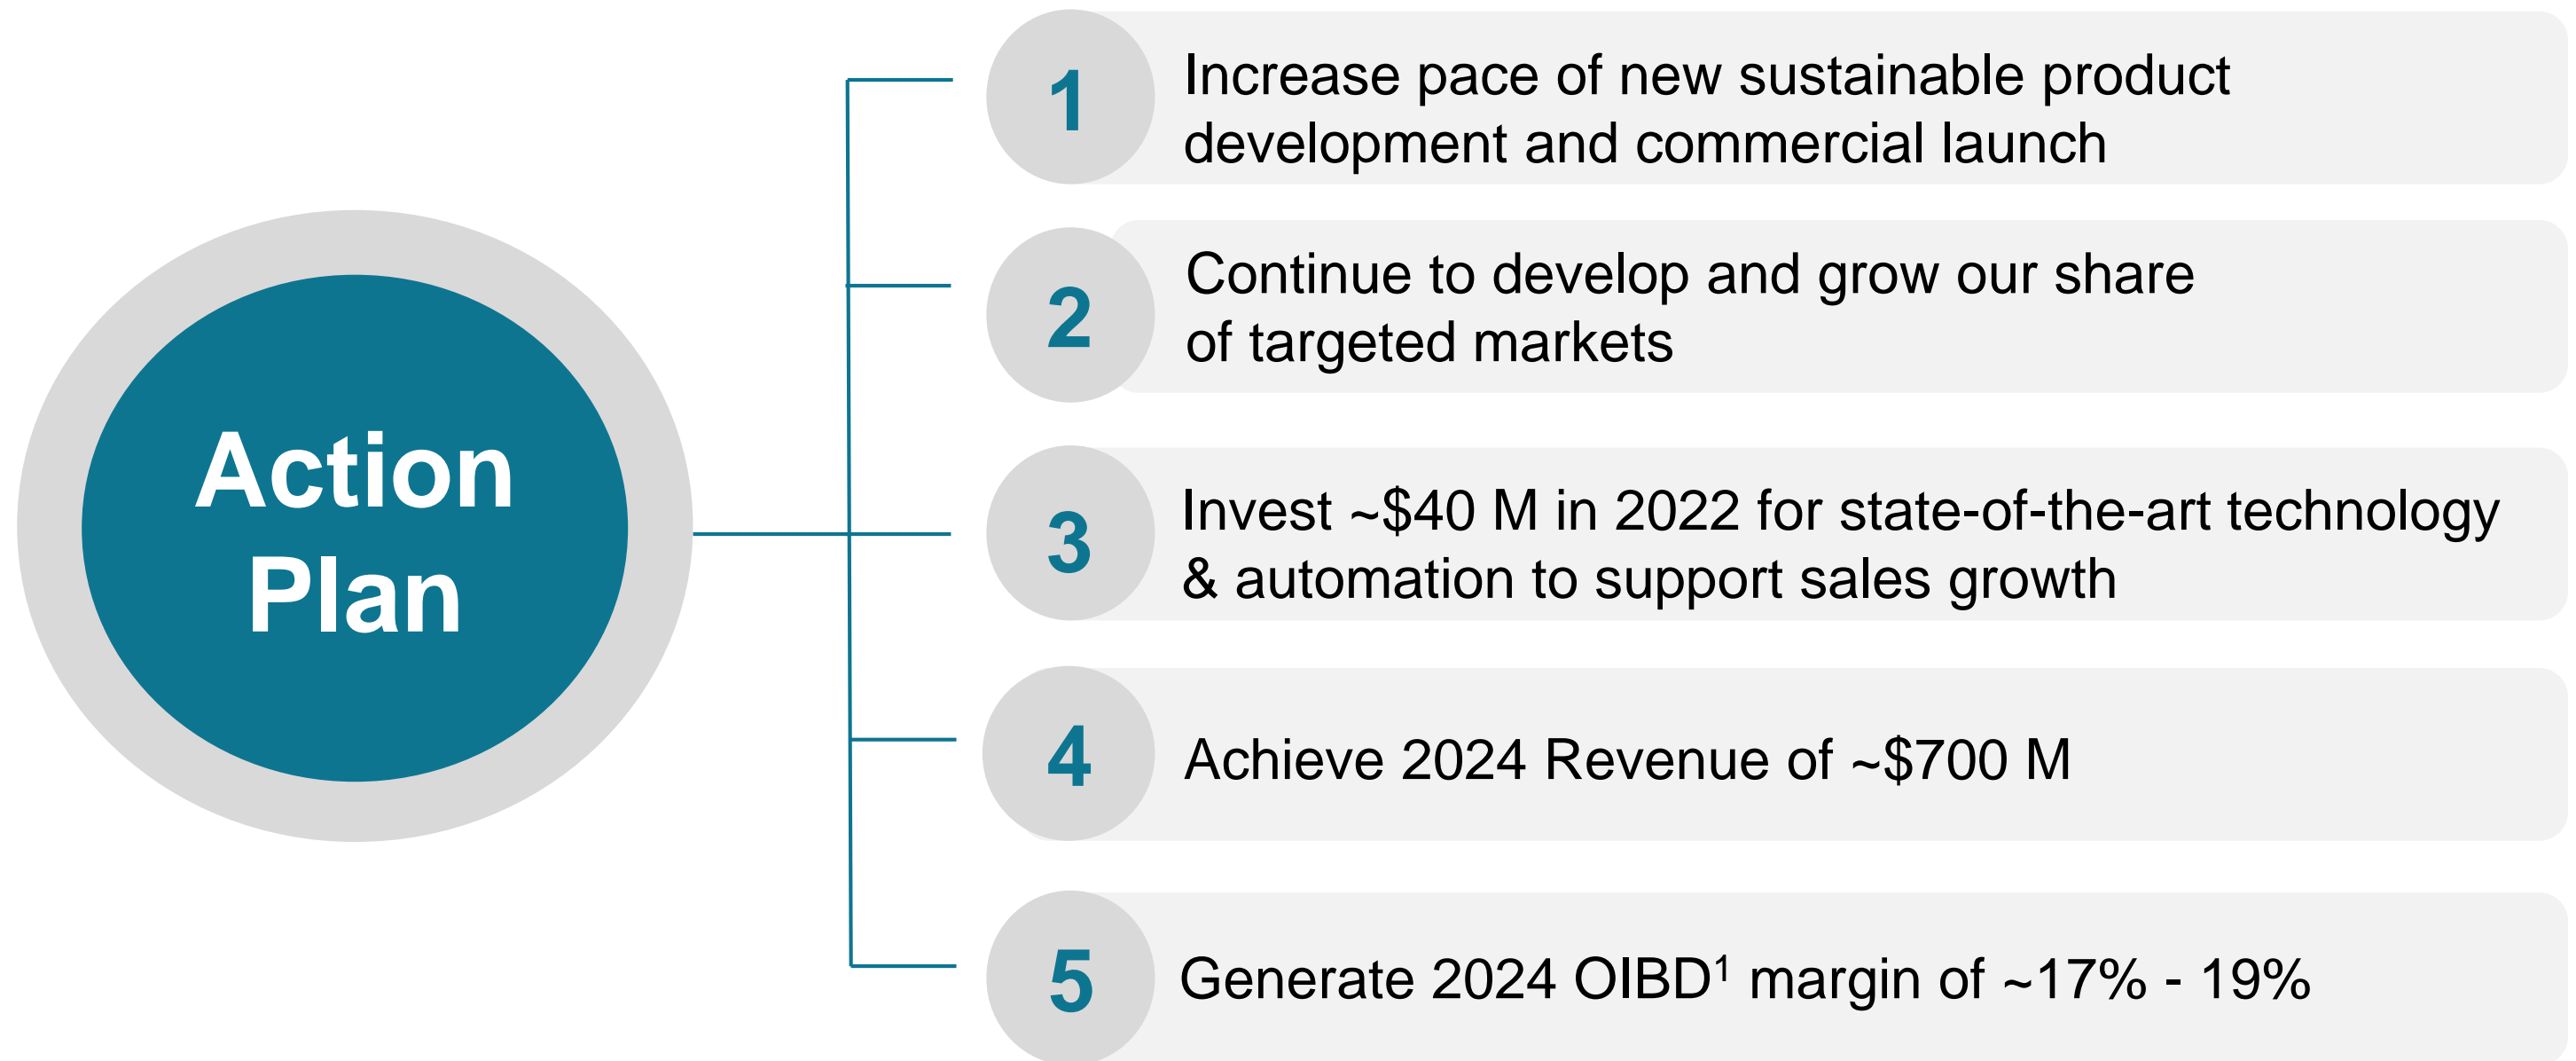 Action
Plan
1
Increase pace of new sustainable product
development and commercial launch
2
Continue to develop and grow our share
of targeted markets
3
Invest ~$40 M in 2022 for state-of-the-art technology
& automation to support sales growth
4
Achieve 2024 Revenue of ~$700 M
5
Generate 2024 OIBD¹ margin of ~17% - 19%